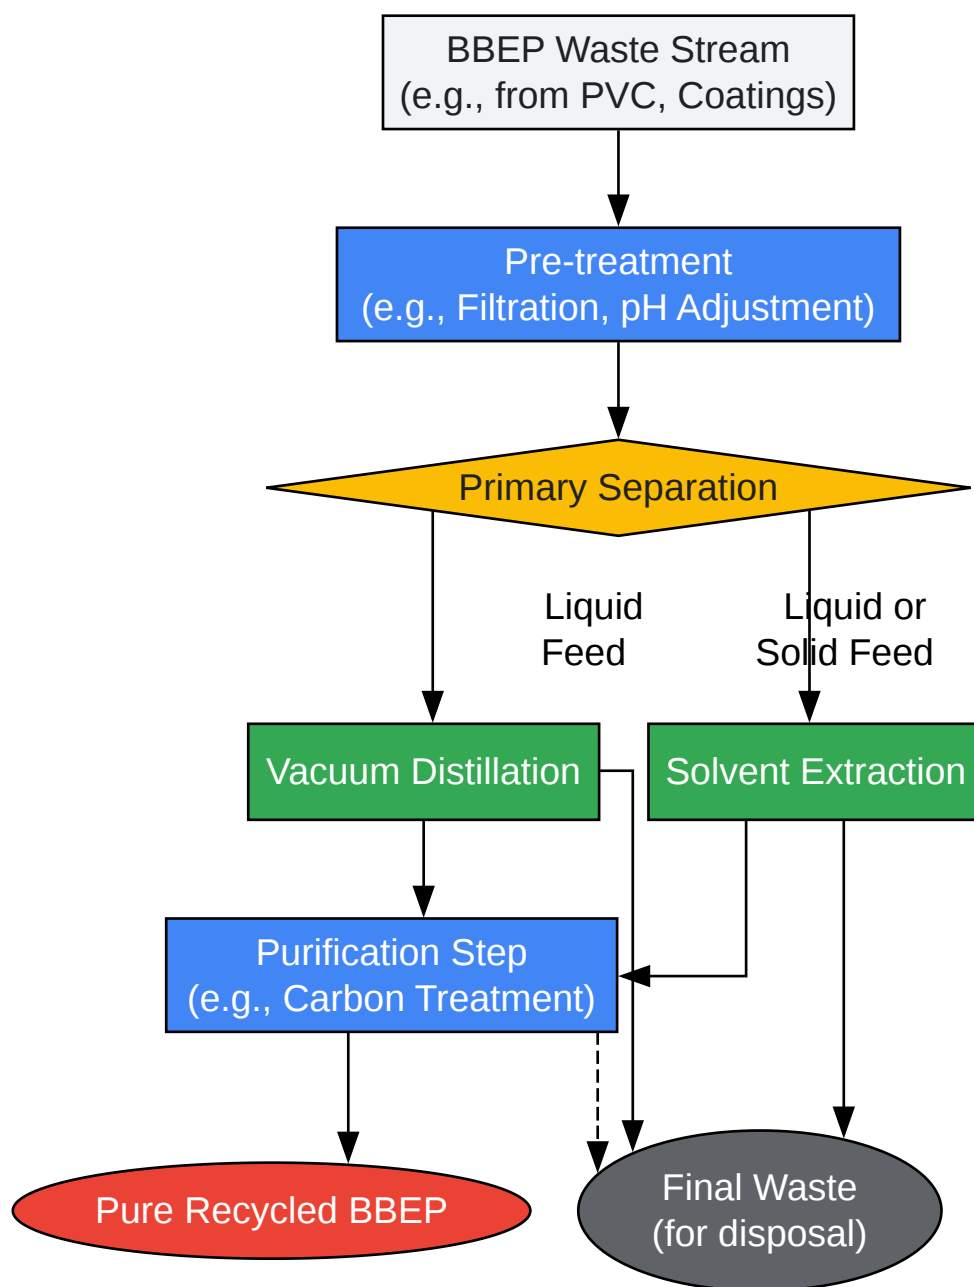 BBEP Waste Stream
(e.g., from PVC, Coatings)
Pre-treatment
(e.g., Filtration, pH Adjustment)
Primary Separation
Liquid
Feed
Liquid or
Solid Feed
Vacuum Distillation
Solvent Extraction
Purification Step
(e.g., Carbon Treatment)
Pure Recycled BBEP
Final Waste
(for disposal)